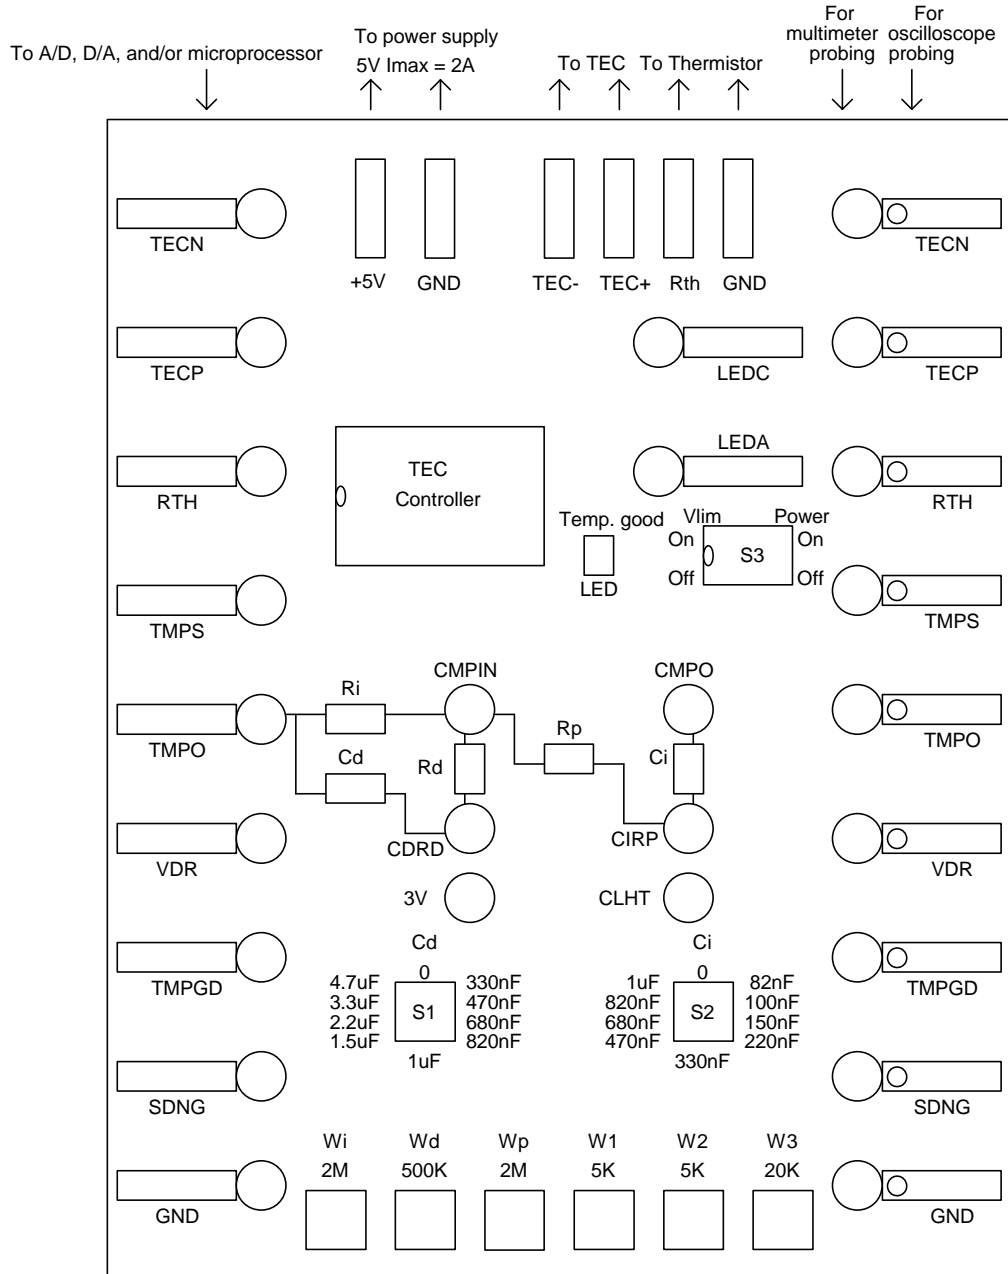 To A/D, D/A, and/or microprocessor
To power supply
5V Imax = 2A
To TEC
To Thermistor
For
multimeter
probing
For
oscilloscope
probing
TECN
+5V
GND
TEC-
TEC+
Rth
GND
TECN
TECP
LEDC
TECP
RTH
TEC
Controller
LEDA
RTH
Temp. good
LED
Vlim
Power
On
On
S3
Off
Off
TMPS
TMPS
CMPIN
CMPO
Ri
Rp
TMPO
Cd
Rd
Ci
TMPO
CDRD
CIRP
VDR
VDR
3V
CLHT
Cd
0
4.7uF
3.3uF
2.2uF
1.5uF
S1
330nF
470nF
680nF
820nF
1uF
Ci
0
1uF
820nF
680nF
470nF
S2
82nF
100nF
150nF
220nF
330nF
TMPGD
TMPGD
SDNG
SDNG
Wi
2M
Wd
500K
Wp
2M
W1
5K
W2
5K
W3
20K
GND
GND